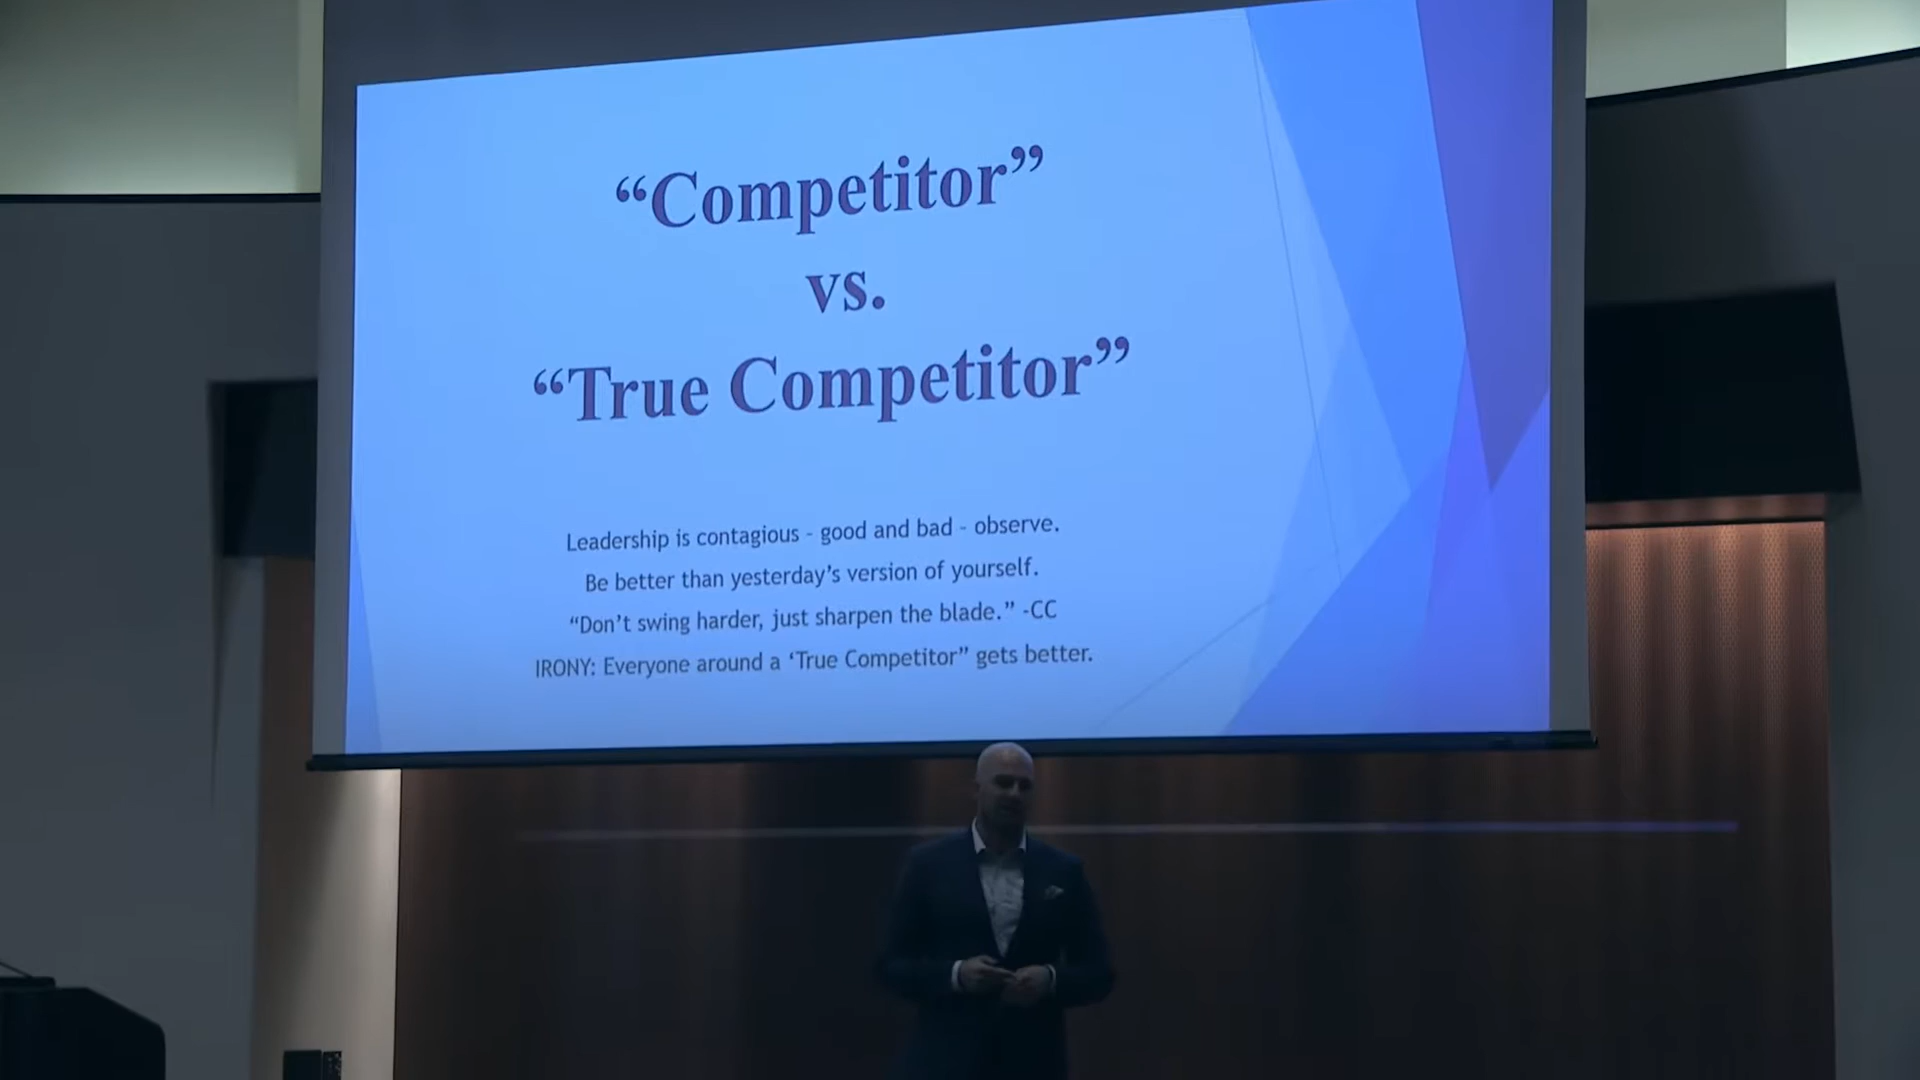 “Competitor”
vs.
“True Competitor”
Leadership is contagious - good and bad - observe.
Be better than yesterday’s version of yourself.
“Don’t swing harder, just sharpen the blade.” -CC
IRONY: Everyone around a ‘True Competitor” gets better.